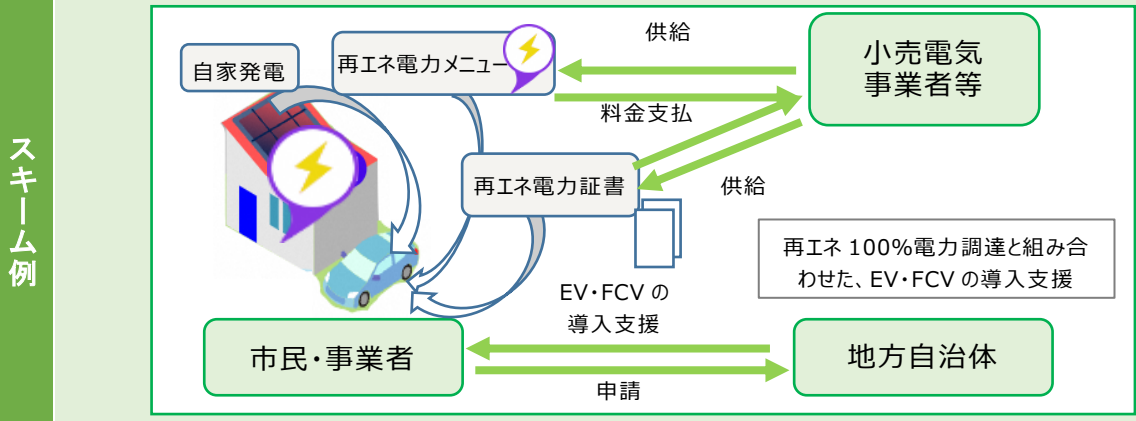 スキーム例
供給
小売電気
事業者等
自家発電
再エネ電力メニュー
料金支払
再エネ電力証書
供給
再エネ 100%電力調達と組み合
わせた、EV・FCV の導入支援
EV・FCV の
導入支援
市民・事業者
地方自治体
申請